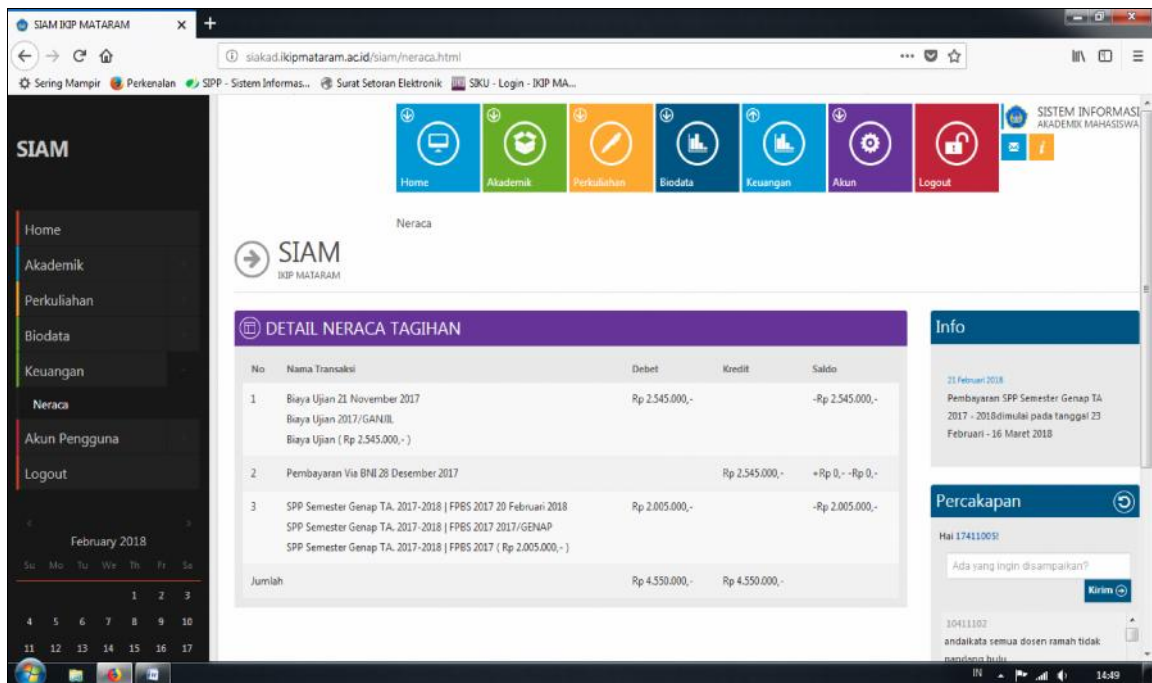 SIAM IKIP MATARAM
siakad.ikipmataram.ac.id/siam/neraca.html
Sering Mampir Perkenalan SIPP - Sistem Informas... Surat Setoran Elektronik SIKU - Login - IKIP MA...
SIAM
Home
Akademik
Perkuliahan
Biodata
Keuangan
Neraca
Akun Pengguna
Logout
February 2018
Su Mo Tu We Th Fr Sa
1 2 3
4 5 6 7 8 9 10
11 12 13 14 15 16 17
Home Akademik Perkuliahan Biodata Keuangan Akun Logout
SISTEM INFORMASI
AKADEMIK MAHASISWA
Neraca
SIAM
IKIP MATARAM
DETAIL NERACA TAGIHAN
No Nama Transaksi Debet Kredit Saldo
1 Biaya Ujian 21 November 2017 Rp 2.545.000,- -Rp 2.545.000,-
Biaya Ujian 2017/GANJIL
Biaya Ujian ( Rp 2.545.000,- )
2 Pembayaran Via BNI 28 Desember 2017 Rp 2.545.000,- +Rp 0,- -Rp 0,-
3 SPP Semester Genap TA. 2017-2018 | FPBS 2017 20 Februari 2018 Rp 2.005.000,- -Rp 2.005.000,-
SPP Semester Genap TA. 2017-2018 | FPBS 2017 2017/GENAP
SPP Semester Genap TA. 2017-2018 | FPBS 2017 ( Rp 2.005.000,- )
Jumlah Rp 4.550.000,- Rp 4.550.000,-
Info
21 Februari 2018
Pembayaran SPP Semester Genap TA
2017 - 2018dimulai pada tanggal 23
Februari - 16 Maret 2018
Percakapan
Hai 17411005!
Ada yang ingin disampaikan?
Kirim
10411102
andaikata semua dosen ramah tidak
pandang bulu
IN 14:49